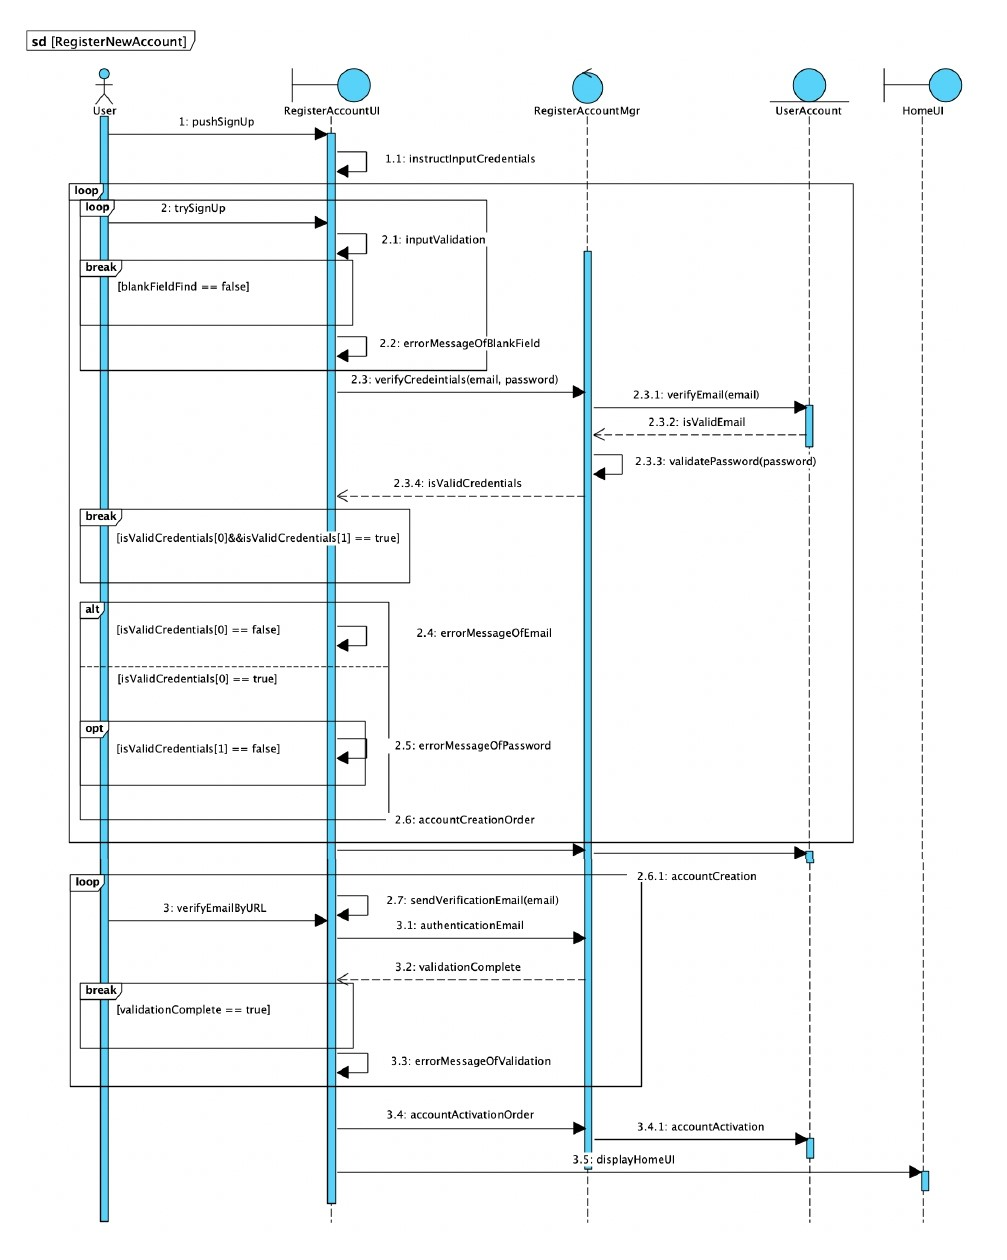 sd [RegisterNewAccount]
User
RegisterAccountUI
RegisterAccountMgr
UserAccount
HomeUI
1: pushSignUp
1.1: instructInputCredentials
loop
loop
2: trySignUp
2.1: inputValidation
break
[blankFieldFind == false]
2.2: errorMessageOfBlankField
2.3: verifyCredeintials(email, password)
2.3.1: verifyEmail(email)
2.3.2: isValidEmail
2.3.3: validatePassword(password)
2.3.4: isValidCredentials
break
[isValidCredentials[0]&&isValidCredentials[1] == true]
alt
[isValidCredentials[0] == false]
2.4: errorMessageOfEmail
[isValidCredentials[0] == true]
opt
[isValidCredentials[1] == false]
2.5: errorMessageOfPassword
2.6: accountCreationOrder
loop
2.6.1: accountCreation
2.7: sendVerificationEmail(email)
3: verifyEmailByURL
3.1: authenticationEmail
3.2: validationComplete
break
[validationComplete == true]
3.3: errorMessageOfValidation
3.4: accountActivationOrder
3.4.1: accountActivation
3.5: displayHomeUI